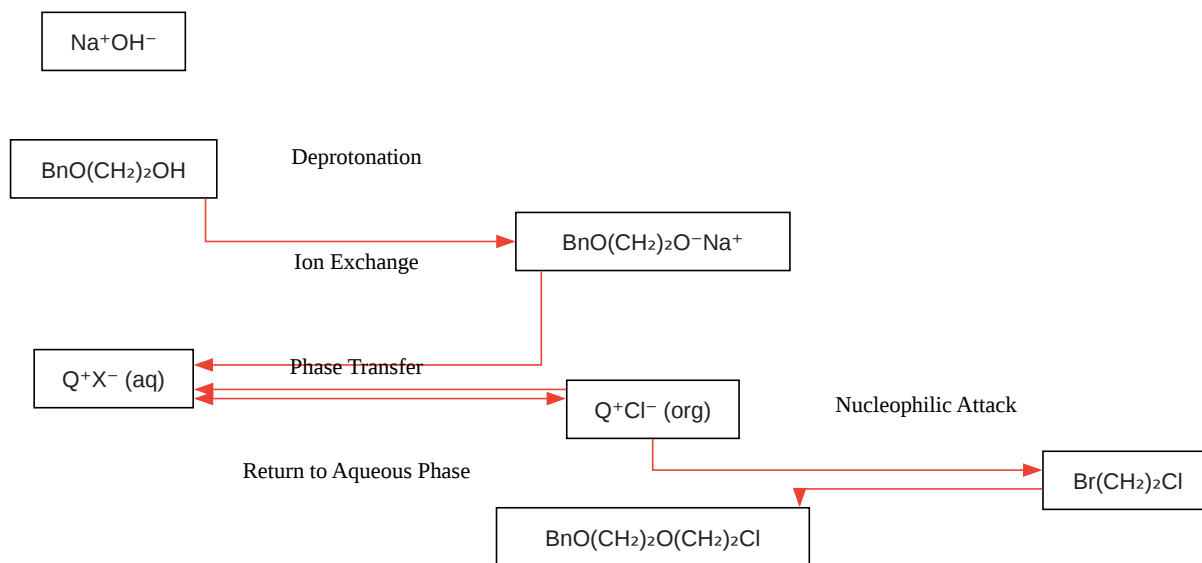 Na⁺OH⁻
BnO(CH₂)₂OH
Deprotonation
BnO(CH₂)₂O⁻Na⁺
Ion Exchange
Q⁺X⁻ (aq)
Phase Transfer
Q⁺Cl⁻ (org)
Nucleophilic Attack
Return to Aqueous Phase
Br(CH₂)₂Cl
BnO(CH₂)₂O(CH₂)₂Cl